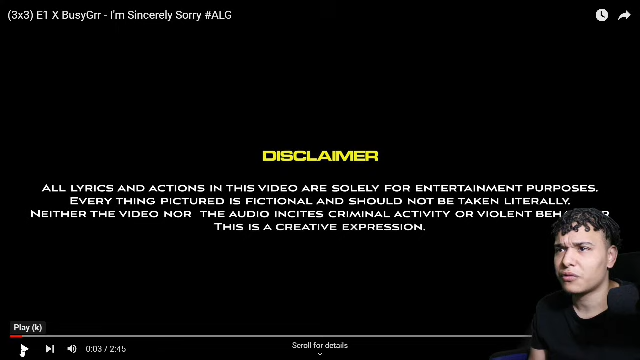 (3x3) E1 X BusyGrr - I'm Sincerely Sorry #ALG
DISCLAIMER
ALL LYRICS AND ACTIONS IN THIS VIDEO ARE SOLELY FOR ENTERTAINMENT PURPOSES.
EVERY THING PICTURED IS FICTIONAL AND SHOULD NOT BE TAKEN LITERALLY.
NEITHER THE VIDEO NOR THE AUDIO INCITES CRIMINAL ACTIVITY OR VIOLENT
THIS IS A CREATIVE EXPRESSION.
Play (k)
0:03 / 2:45
Scroll for details